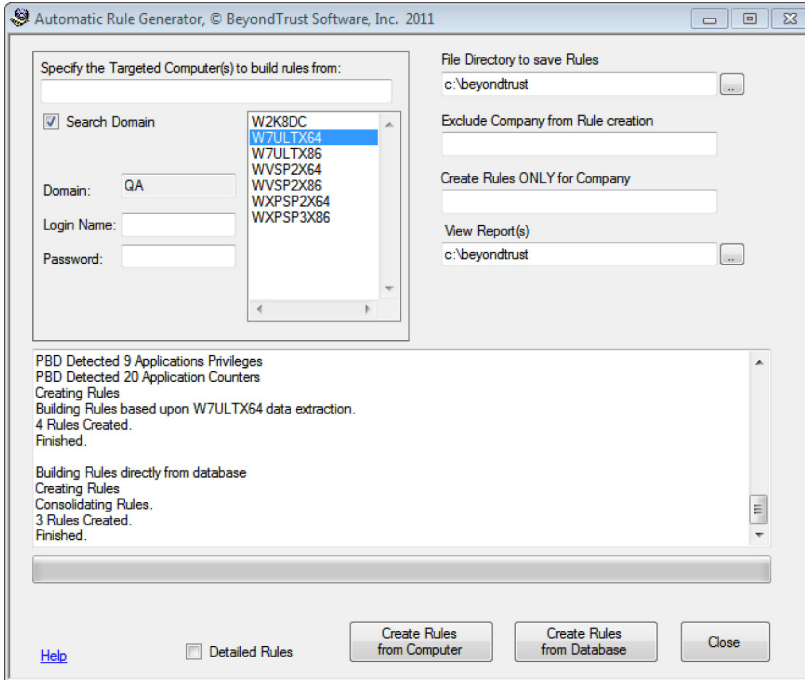 Automatic Rule Generator, © BeyondTrust Software, Inc. 2011
Specify the Targeted Computer(s) to build rules from:
Search Domain
W2K8DC
W7ULTX64
W7ULTX86
WVSP2X64
WVSP2X86
WXPSP2X64
WXPSP3X86
Domain: QA
Login Name:
Password:
File Directory to save Rules
c:\beyondtrust
..
Exclude Company from Rule creation
Create Rules ONLY for Company
View Report(s)
c:\beyondtrust
..
PBD Detected 9 Applications Privileges
PBD Detected 20 Application Counters
Creating Rules
Building Rules based upon W7ULTX64 data extraction.
4 Rules Created.
Finished.
Building Rules directly from database
Creating Rules
Consolidating Rules.
3 Rules Created.
Finished.
Help
Detailed Rules
Create Rules
from Computer
Create Rules
from Database
Close